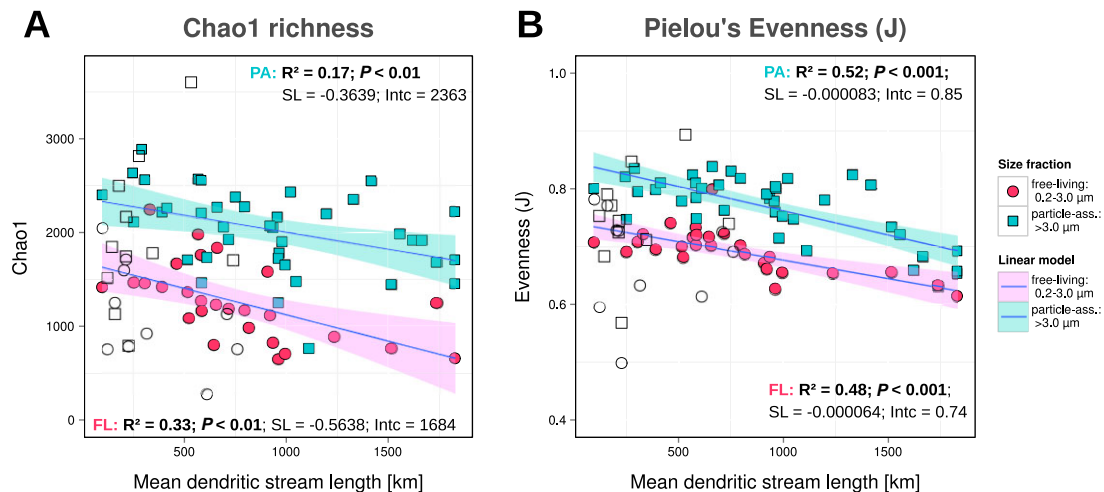 A
Chao1 richness
PA: R² = 0.17; P < 0.01
SL = -0.3639; Intc = 2363
3000
2000
1000
0
Chao1
FL: R² = 0.33; P < 0.01; SL = -0.5638; Intc = 1684
500
1000
1500
Mean dendritic stream length [km]
B
Pielou's Evenness (J)
PA: R² = 0.52; P < 0.001;
SL = -0.000083; Intc = 0.85
1.0
0.8
0.6
0.4
Evenness (J)
FL: R² = 0.48; P < 0.001;
SL = -0.000064; Intc = 0.74
500
1000
1500
Mean dendritic stream length [km]
Size fraction
free-living:
0,2-3.0 µm
particle-ass.:
>3.0 µm
Linear model
free-living:
0,2-3.0 µm
particle-ass.:
>3.0 µm